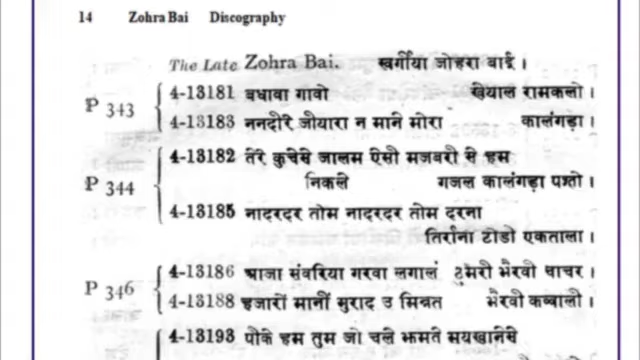 14 Zohra Bai Discography
The Late Zohra Bai. स्वर्गीया जोहरा बाई ।
P 343
4-13181 बधावा गावो खेयाल रामकलो ।
4-13183 ननदीरे जीयारा न माने मोरा कालंगड़ा ।
P 344
4-13182 तेरे कुचेसे जालम ऐसी मजबरी से हम
निकले गजल कालंगड़ा पश्तो ।
4-13185 नादरदर तोम नादरदर तोम दरना
तिर्राना टोडो एकताला ।
P 346
4-13186 आजा संवरिया गरवा लगालं ठुमरी भैरवी चाचर ।
4-13188 हजारों मानीं मुराद उ मिन्नत भैरवी कव्वाली ।
4-13193 पीके हम तुम जो चले झमते मयखानेसे